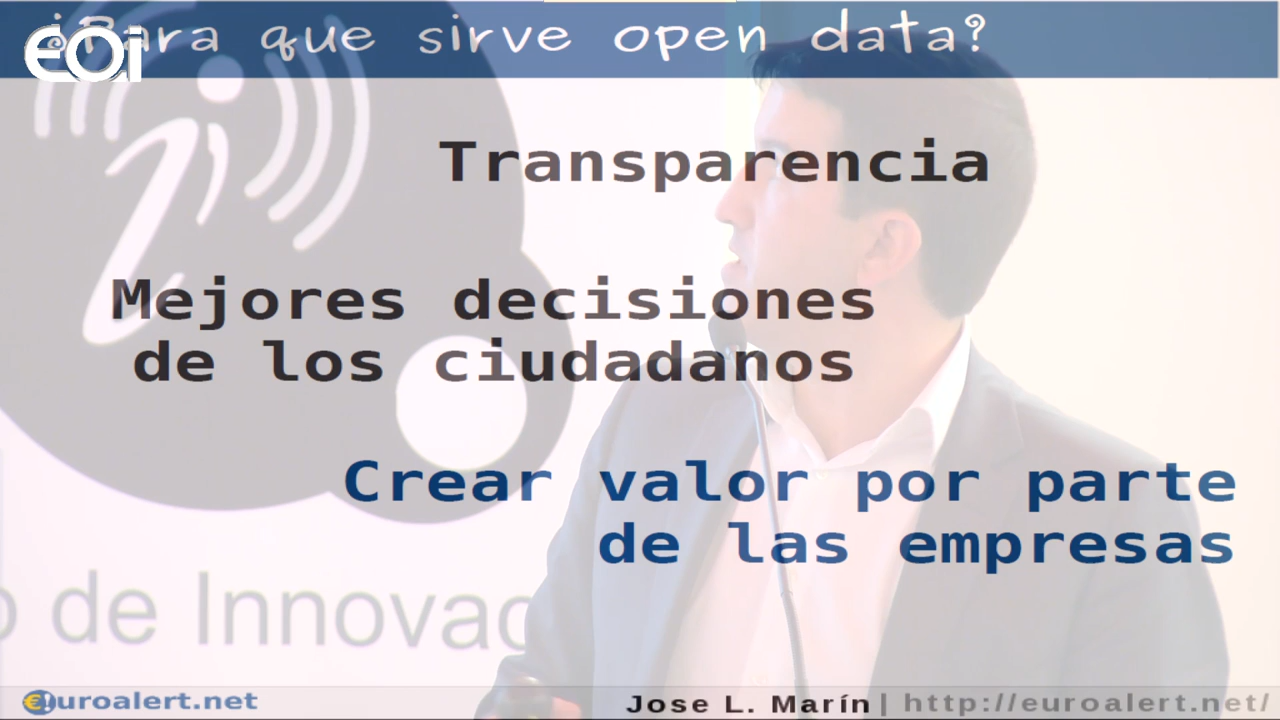 ¿Para que sirve open data?
eOi
Transparencia
Mejores decisiones
de los ciudadanos
Crear valor por parte
de las empresas
o de Innovac
€uroalert.net
Jose L. Marín | http://euroalert.net/